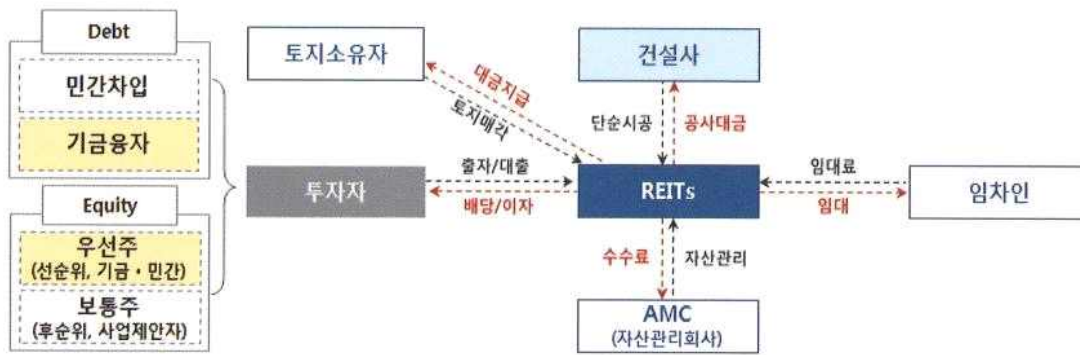 Debt
민간차입
기금융자
Equity
우선주
(선순위, 기금・민간)
보통주
(후순위, 사업제안자)
토지소유자
대금지급
토지매각
투자자
출자/대출
배당/이자
건설사
단순시공
공사대금
REITs
임대료
임대
임차인
수수료
자산관리
AMC
(자산관리회사)